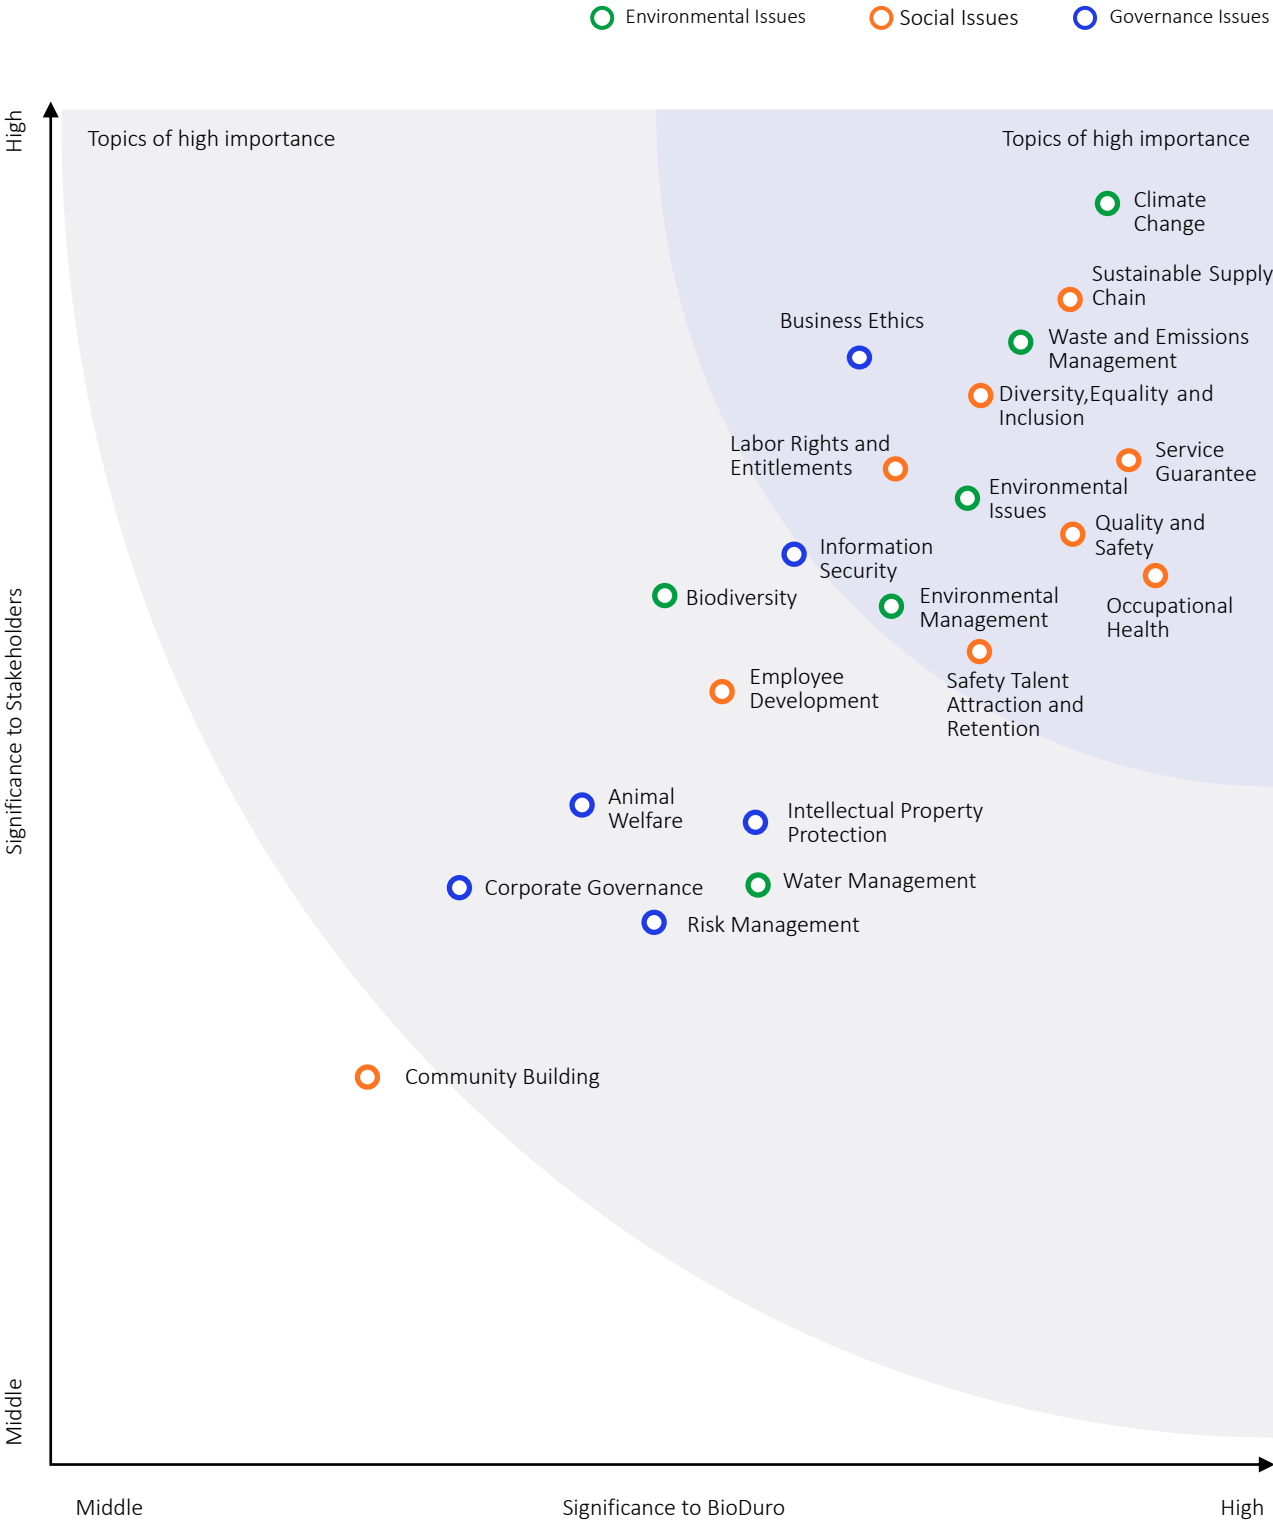 Environmental Issues
Social Issues
Governance Issues
High
Topics of high importance
Topics of high importance
Climate
Change
Sustainable Supply
Chain
Business Ethics
Waste and Emissions
Management
Diversity,Equality and
Inclusion
Labor Rights and
Entitlements
Service
Guarantee
Environmental
Issues
Quality and
Safety
Information
Security
Biodiversity
Environmental
Management
Occupational
Health
Employee
Development
Safety Talent
Attraction and
Retention
Significance to Stakeholders
Animal
Welfare
Intellectual Property
Protection
Corporate Governance
Water Management
Risk Management
Community Building
Middle
Middle
Significance to BioDuro
High